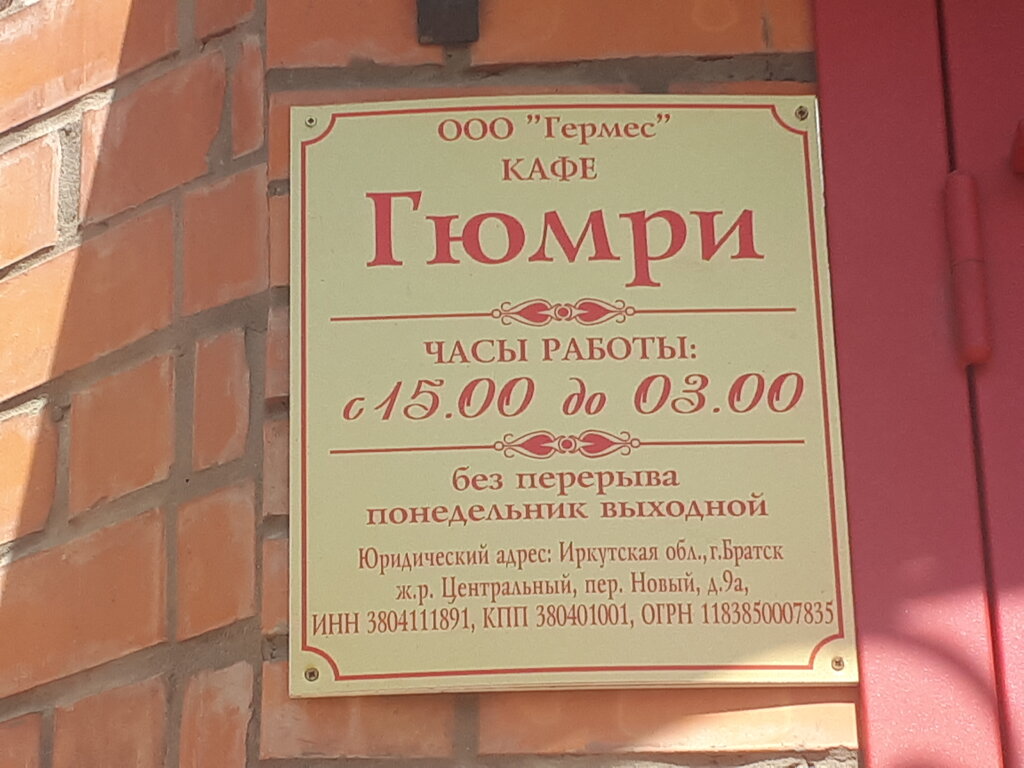 ООО "Гермес"
КАФЕ
Гюмри
ЧАСЫ РАБОТЫ:
с 15.00 до 03.00
без перерыва
понедельник выходной
Юридический адрес: Иркутская обл., г.Братск
ж.р. Центральный, пер. Новый, д.9а,
ИНН 3804111891, КПП 380401001, ОГРН 1183850007835